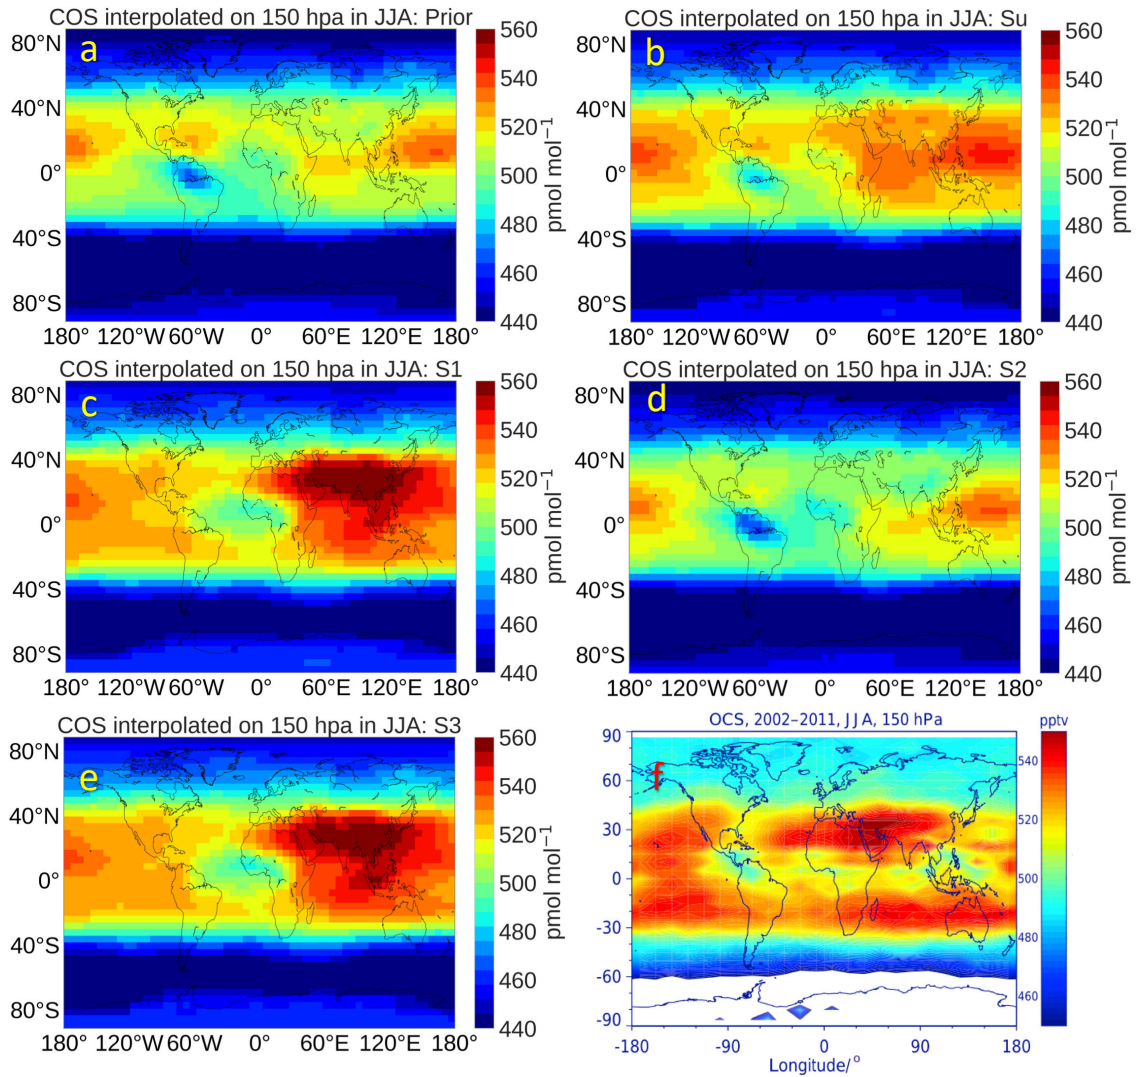 COS interpolated on 150 hpa in JJA: Prior
a
80°N
40°N
0°
40°S
80°S
180° 120°W 60°W 0° 60°E 120°E 180°
560
540
520
500
480
460
440
pmol mol⁻¹
COS interpolated on 150 hpa in JJA: Su
b
80°N
40°N
0°
40°S
80°S
180° 120°W 60°W 0° 60°E 120°E 180°
560
540
520
500
480
460
440
pmol mol⁻¹
COS interpolated on 150 hpa in JJA: S1
c
80°N
40°N
0°
40°S
80°S
180° 120°W 60°W 0° 60°E 120°E 180°
560
540
520
500
480
460
440
pmol mol⁻¹
COS interpolated on 150 hpa in JJA: S2
d
80°N
40°N
0°
40°S
80°S
180° 120°W 60°W 0° 60°E 120°E 180°
560
540
520
500
480
460
440
pmol mol⁻¹
COS interpolated on 150 hpa in JJA: S3
e
80°N
40°N
0°
40°S
80°S
180° 120°W 60°W 0° 60°E 120°E 180°
560
540
520
500
480
460
440
pmol mol⁻¹
OCS, 2002–2011, JJA, 150 hPa
f
90
60
30
0
-30
-60
-90
-180 -90 0 90 180
Longitude/°
pptv
540
520
500
480
460